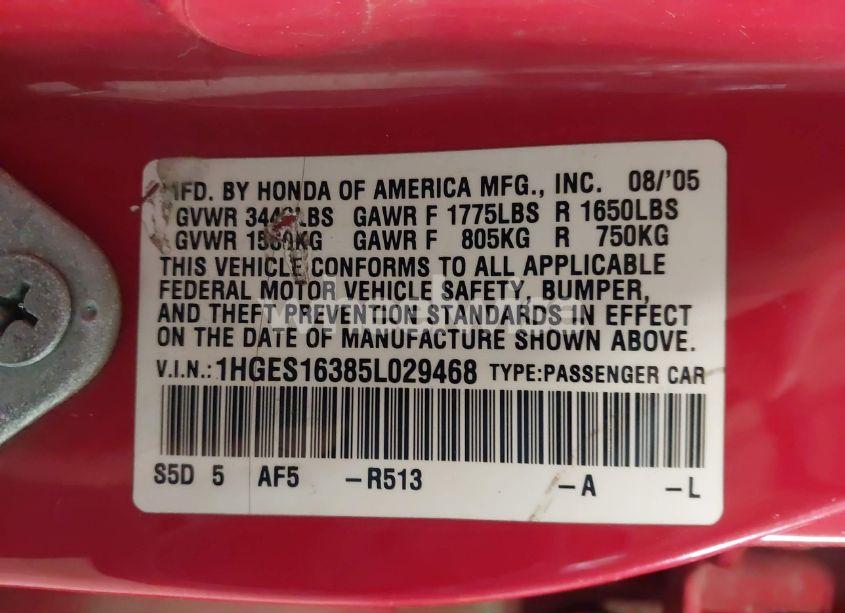 MFD. BY HONDA OF AMERICA MFG., INC. 08/'05
GVWR GAWR F 1775LBS R 1650LBS
GVWR GAWR F 805KG R 750KG
THIS VEHICLE CONFORMS TO ALL APPLICABLE
FEDERAL MOTOR VEHICLE SAFETY, BUMPER,
AND THEFT PREVENTION STANDARDS IN EFFECT
ON THE DATE OF MANUFACTURE SHOWN ABOVE.
V.I.N.: 1HGES16385L029468 TYPE:PASSENGER CAR
S5D 5 AF5 -R513 -A -L